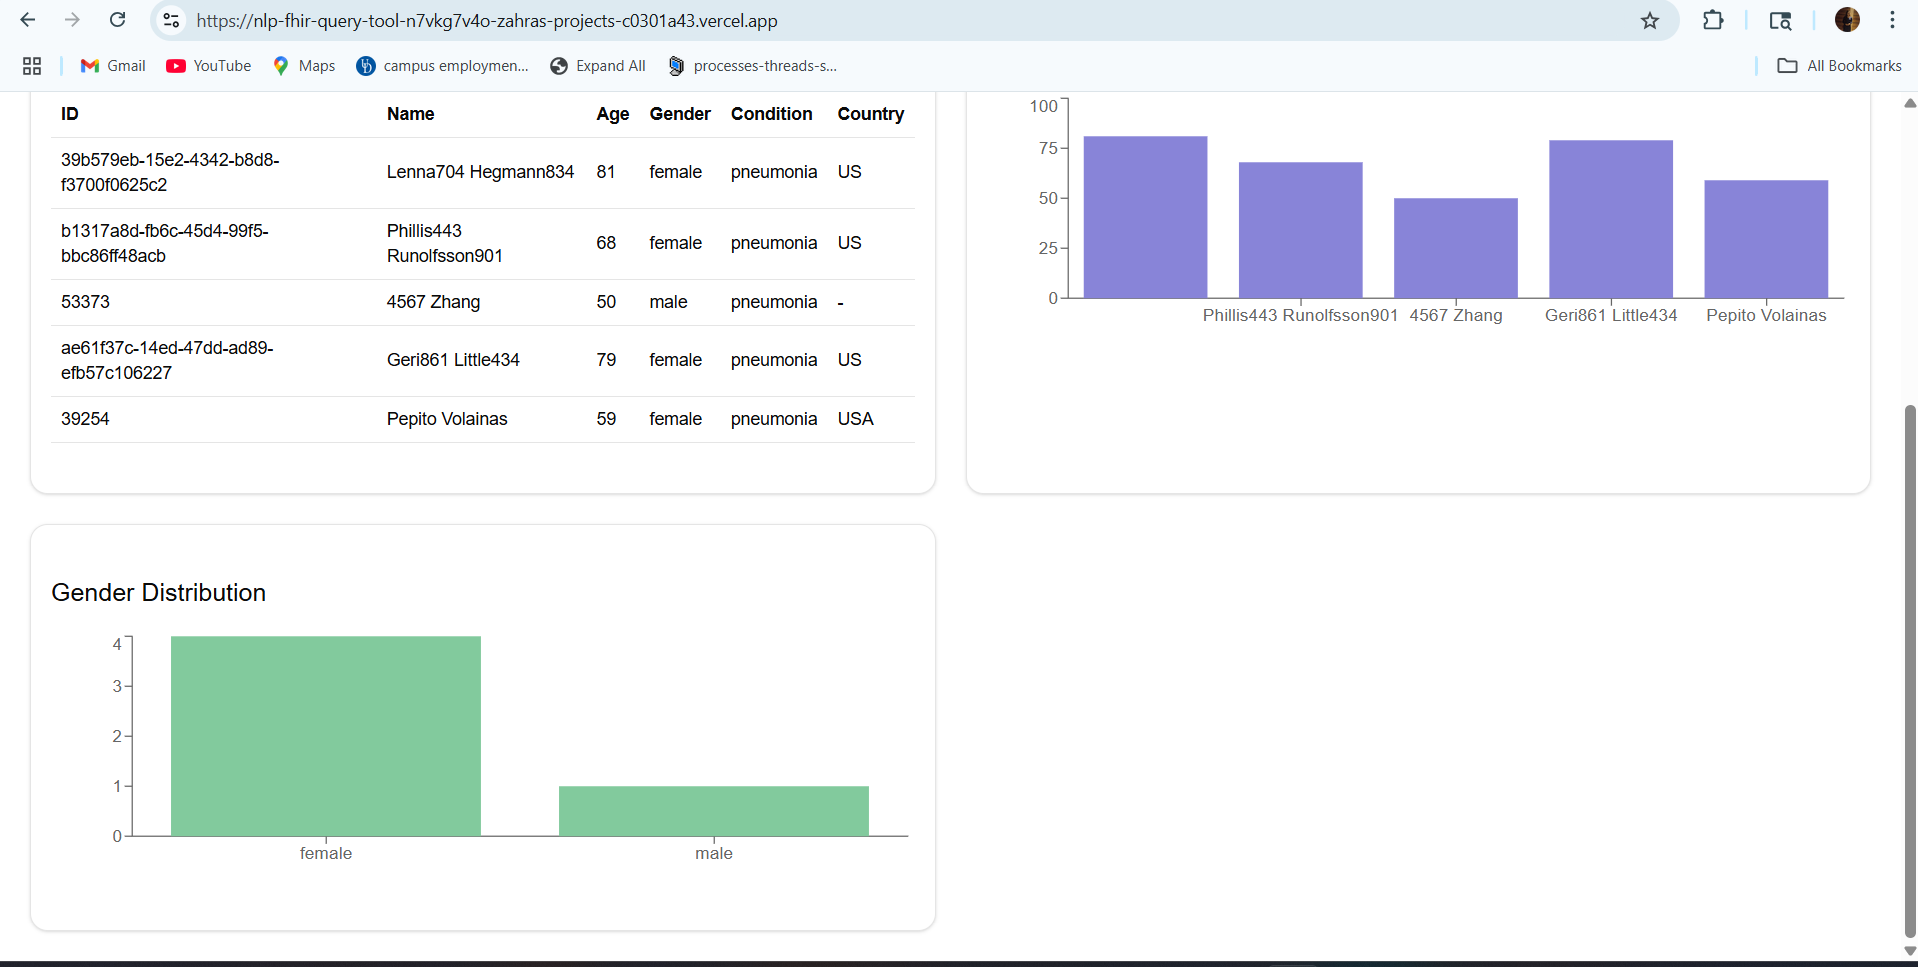 https://nlp-fhir-query-tool-n7vkg7v4o-zahras-projects-c0301a43.vercel.app
Gmail YouTube Maps campus employmen... Expand All processes-threads-s... All Bookmarks
ID Name Age Gender Condition Country
39b579eb-15e2-4342-b8d8-
f3700f0625c2 Lenna704 Hegmann834 81 female pneumonia US
b1317a8d-fb6c-45d4-99f5-
bbc86ff48acb Phillis443
Runolfsson901 68 female pneumonia US
53373 4567 Zhang 50 male pneumonia -
ae61f37c-14ed-47dd-ad89-
efb57c106227 Geri861 Little434 79 female pneumonia US
39254 Pepito Volainas 59 female pneumonia USA
100
75
50
25
0
Phillis443 Runolfsson901 4567 Zhang Geri861 Little434 Pepito Volainas
Gender Distribution
4
3
2
1
0
female male